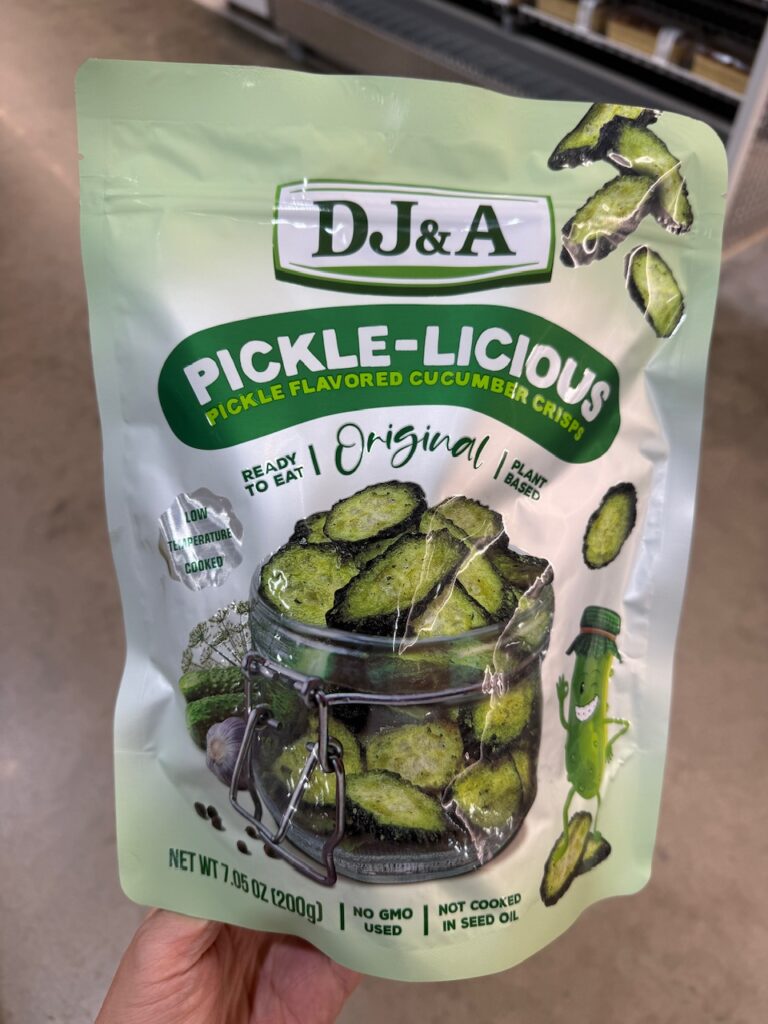 DJ&A
PICKLE-LICIOUS
PICKLE FLAVORED CUCUMBER CRISPS
READY
TO EAT
Original
PLANT
BASED
LOW
TEMPERATURE
COOKED
NET WT 7.05 OZ (200g)
NO GMO
USED
NOT COOKED
IN SEED OIL